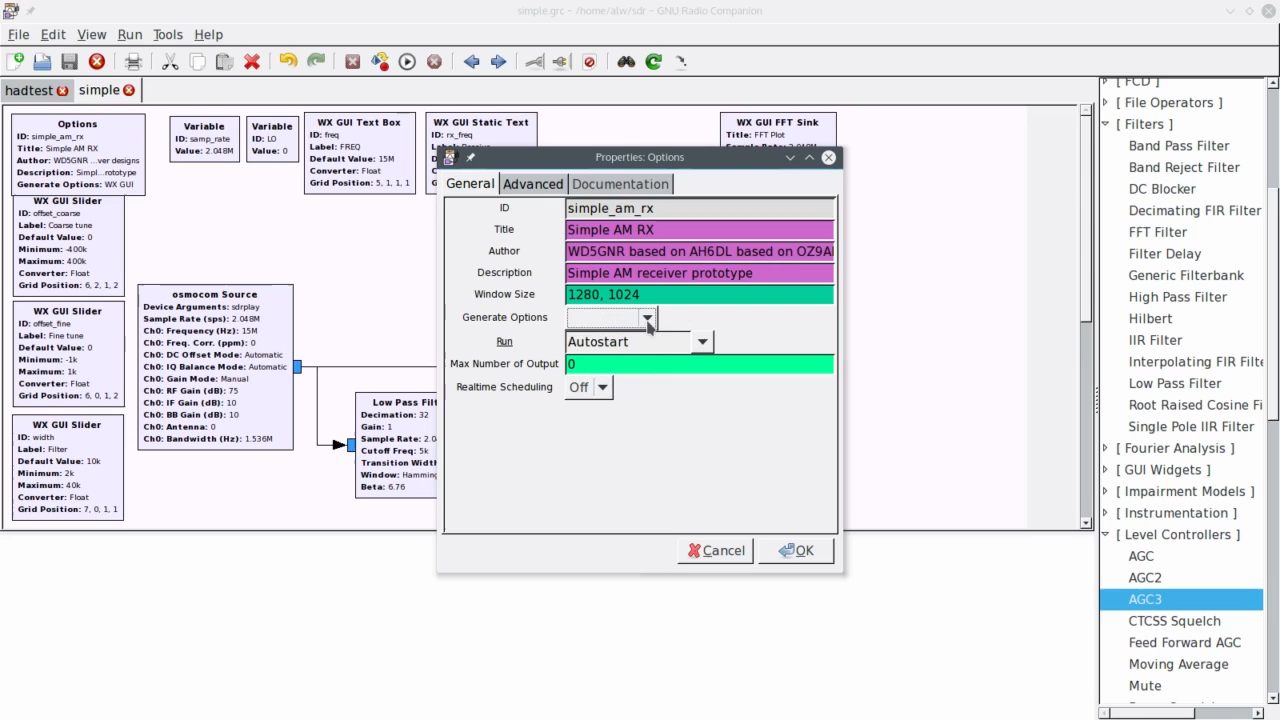 simple.grc - /home/alw/sdr - GNU Radio Companion
File Edit View Run Tools Help
hadtest simple
Options
ID: simple_am_rx
Title: Simple AM RX
Author: WD5GNR ...ver designs
Description: Simpl...rototype
Generate Options: WX GUI
Variable
ID: samp_rate
Value: 2.048M
Variable
ID: LO
Value: 0
WX GUI Text Box
ID: freq
Label: FREQ
Default Value: 15M
Converter: Float
Grid Position: 5, 1, 1, 1
WX GUI Static Text
ID: rx_freq
WX GUI FFT Sink
Title: FFT Plot
WX GUI Slider
ID: offset_coarse
Label: Coarse tune
Default Value: 0
Minimum: -400k
Maximum: 400k
Converter: Float
Grid Position: 6, 2, 1, 2
WX GUI Slider
ID: offset_fine
Label: Fine tune
Default Value: 0
Minimum: -1k
Maximum: 1k
Converter: Float
Grid Position: 6, 0, 1, 2
WX GUI Slider
ID: width
Label: Filter
Default Value: 10k
Minimum: 2k
Maximum: 40k
Converter: Float
Grid Position: 7, 0, 1, 1
osmocom Source
Device Arguments: sdrplay
Sample Rate (sps): 2.048M
Ch0: Frequency (Hz): 15M
Ch0: Freq. Corr. (ppm): 0
Ch0: DC Offset Mode: Automatic
Ch0: IQ Balance Mode: Automatic
Ch0: Gain Mode: Manual
Ch0: RF Gain (dB): 75
Ch0: IF Gain (dB): 10
Ch0: BB Gain (dB): 10
Ch0: Antenna: 0
Ch0: Bandwidth (Hz): 1.536M
Low Pass Filt
Decimation: 32
Gain: 1
Sample Rate: 2.0
Cutoff Freq: 5k
Transition Width
Window: Hamming
Beta: 6.76
Properties: Options
General Advanced Documentation
ID simple_am_rx
Title Simple AM RX
Author WD5GNR based on AH6DL based on OZ9A
Description Simple AM receiver prototype
Window Size 1280, 1024
Generate Options
Run Autostart
Max Number of Output 0
Realtime Scheduling Off
Cancel OK
[ FCD ]
[ File Operators ]
[ Filters ]
Band Pass Filter
Band Reject Filter
DC Blocker
Decimating FIR Filter
FFT Filter
Filter Delay
Generic Filterbank
High Pass Filter
Hilbert
IIR Filter
Interpolating FIR Filte
Low Pass Filter
Root Raised Cosine Fi
Single Pole IIR Filter
[ Fourier Analysis ]
[ GUI Widgets ]
[ Impairment Models ]
[ Instrumentation ]
[ Level Controllers ]
AGC
AGC2
AGC3
CTCSS Squelch
Feed Forward AGC
Moving Average
Mute